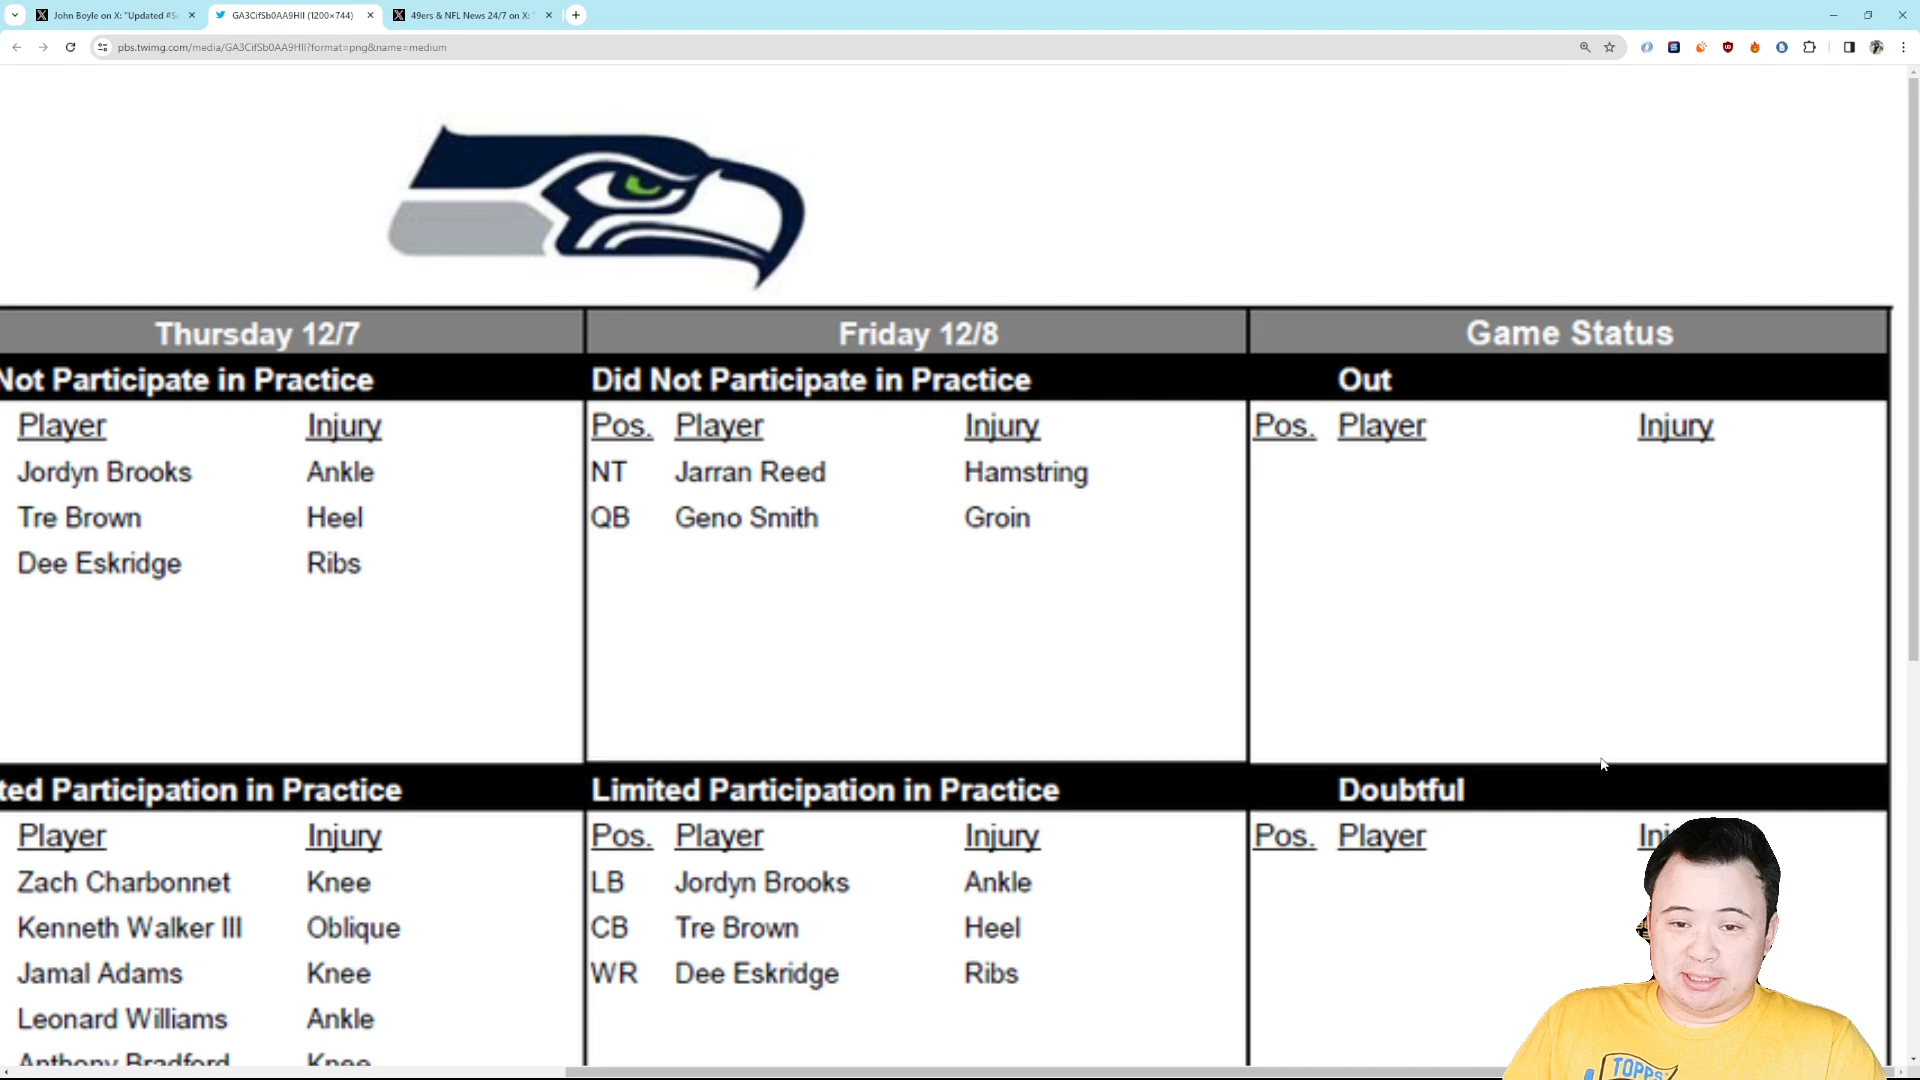 John Boyle on X: "Updated #S
GA3CifSb0AA9HII (1200×744)
49ers & NFL News 24/7 on X: "
pbs.twimg.com/media/GA3CifSb0AA9HII?format=png&name=medium
Thursday 12/7 Friday 12/8 Game Status
Not Participate in Practice Did Not Participate in Practice Out
Player Injury Pos. Player Injury Pos. Player Injury
Jordyn Brooks Ankle NT Jarran Reed Hamstring
Tre Brown Heel QB Geno Smith Groin
Dee Eskridge Ribs
ted Participation in Practice Limited Participation in Practice Doubtful
Player Injury Pos. Player Injury Pos. Player Inj
Zach Charbonnet Knee LB Jordyn Brooks Ankle
Kenneth Walker III Oblique CB Tre Brown Heel
Jamal Adams Knee WR Dee Eskridge Ribs
Leonard Williams Ankle
Anthony Bradford Knee
TOPPS